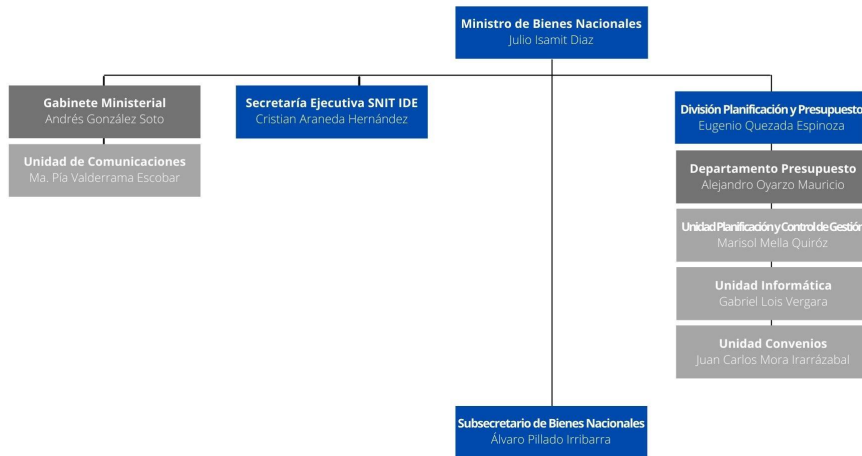 Ministro de Bienes Nacionales
Julio Isamit Diaz
Gabinete Ministerial
Andrés González Soto
Unidad de Comunicaciones
Ma. Pía Valderrama Escobar
Secretaría Ejecutiva SNIT IDE
Cristian Araneda Hernández
División Planificación y Presupuesto
Eugenio Quezada Espinoza
Departamento Presupuesto
Alejandro Oyarzo Mauricio
Unidad Planificación y Control de Gestión
Marisol Mella Quiróz
Unidad Informática
Gabriel Lois Vergara
Unidad Convenios
Juan Carlos Mora Irarrázabal
Subsecretario de Bienes Nacionales
Álvaro Pillado Irribarra